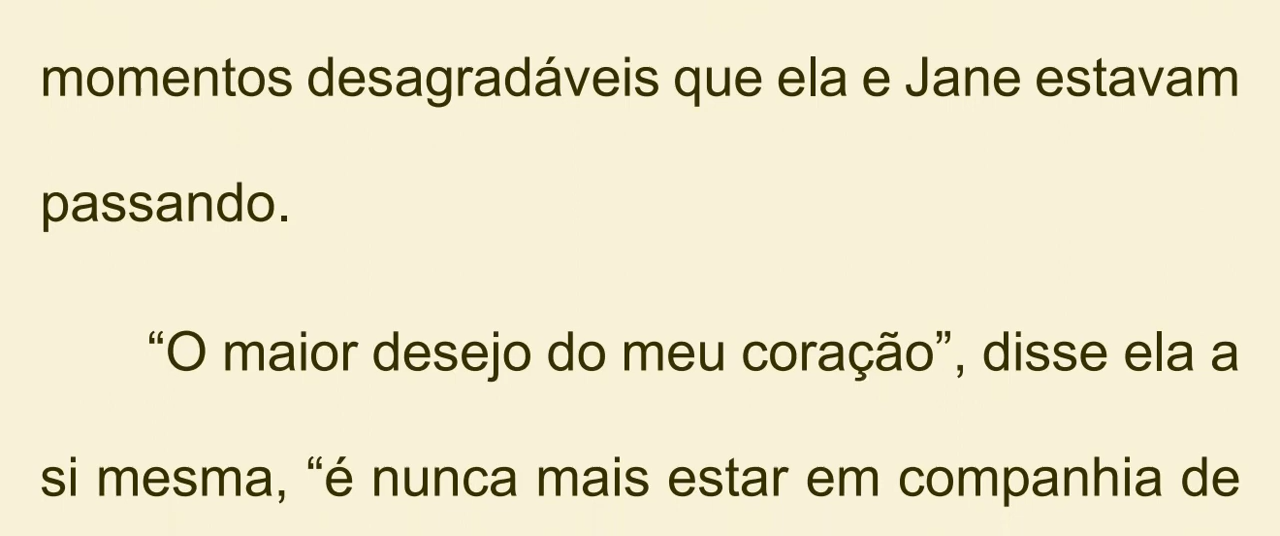 momentos desagradáveis que ela e Jane estavam
passando.
“O maior desejo do meu coração”, disse ela a
si mesma, “é nunca mais estar em companhia de